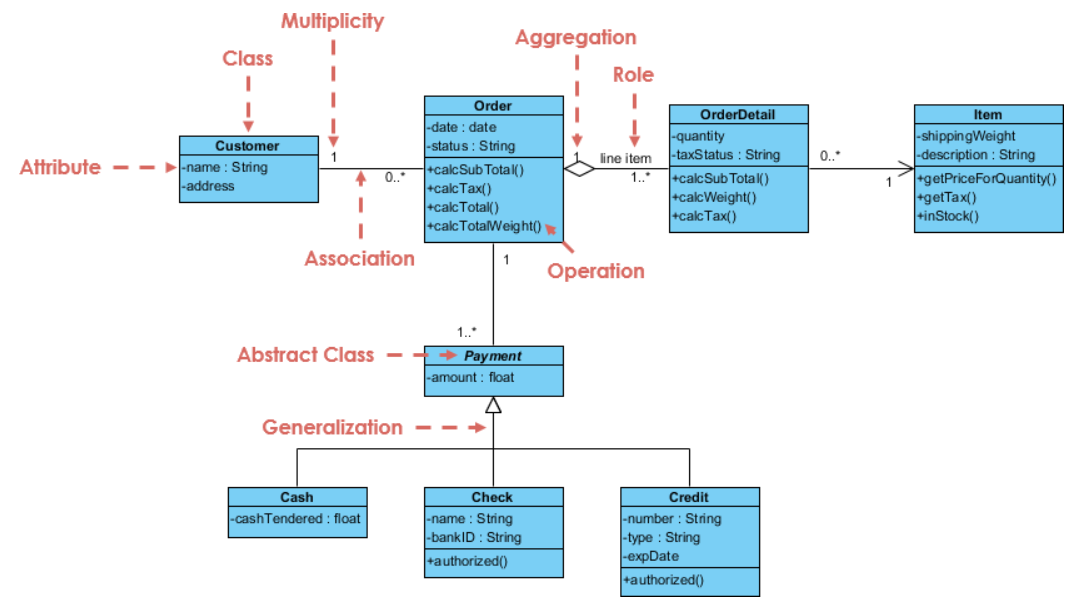 Multiplicity
Aggregation
Class
Role
Order
-date : date
-status : String
+calcSubTotal()
+calcTax()
+calcTotal()
+calcTotalWeight()
OrderDetail
-quantity
-taxStatus : String
+calcSubTotal()
+calcWeight()
+calcTax()
Item
-shippingWeight
-description : String
+getPriceForQuantity()
+getTax()
+inStock()
Customer
-name : String
-address
Attribute
1
0..*
1
line item
1..*
0..*
1
Association
Operation
1
1..*
Abstract Class
Payment
-amount : float
Generalization
Cash
-cashTendered : float
Check
-name : String
-bankID : String
+authorized()
Credit
-number : String
-type : String
-expDate
+authorized()